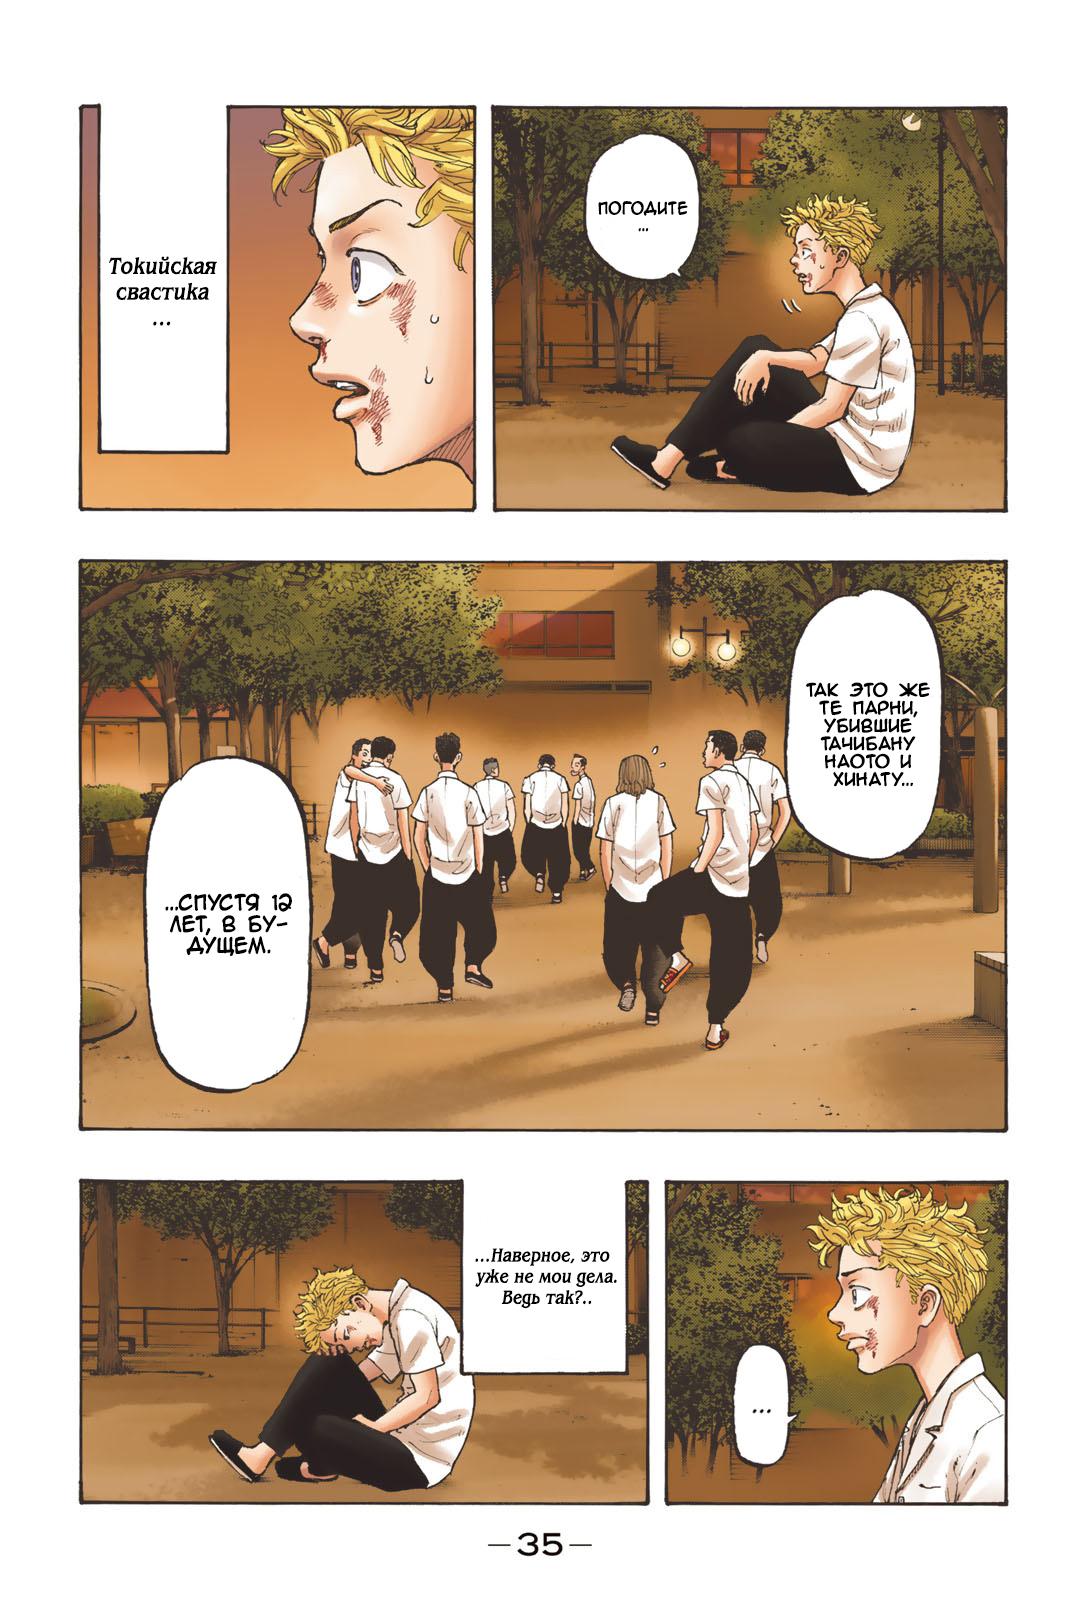 ПОГОДИТЕ
...
Токийская
свастика
...
ТАК ЭТО ЖЕ
ТЕ ПАРНИ,
УБИВШИЕ
ТАЧИБАНУ
НАОТО И
ХИНАТУ...
...СПУСТЯ 12
ЛЕТ, В БУ-
ДУЩЕМ.
...
...Наверное, это
уже не мои дела.
Ведь так?..
—35—